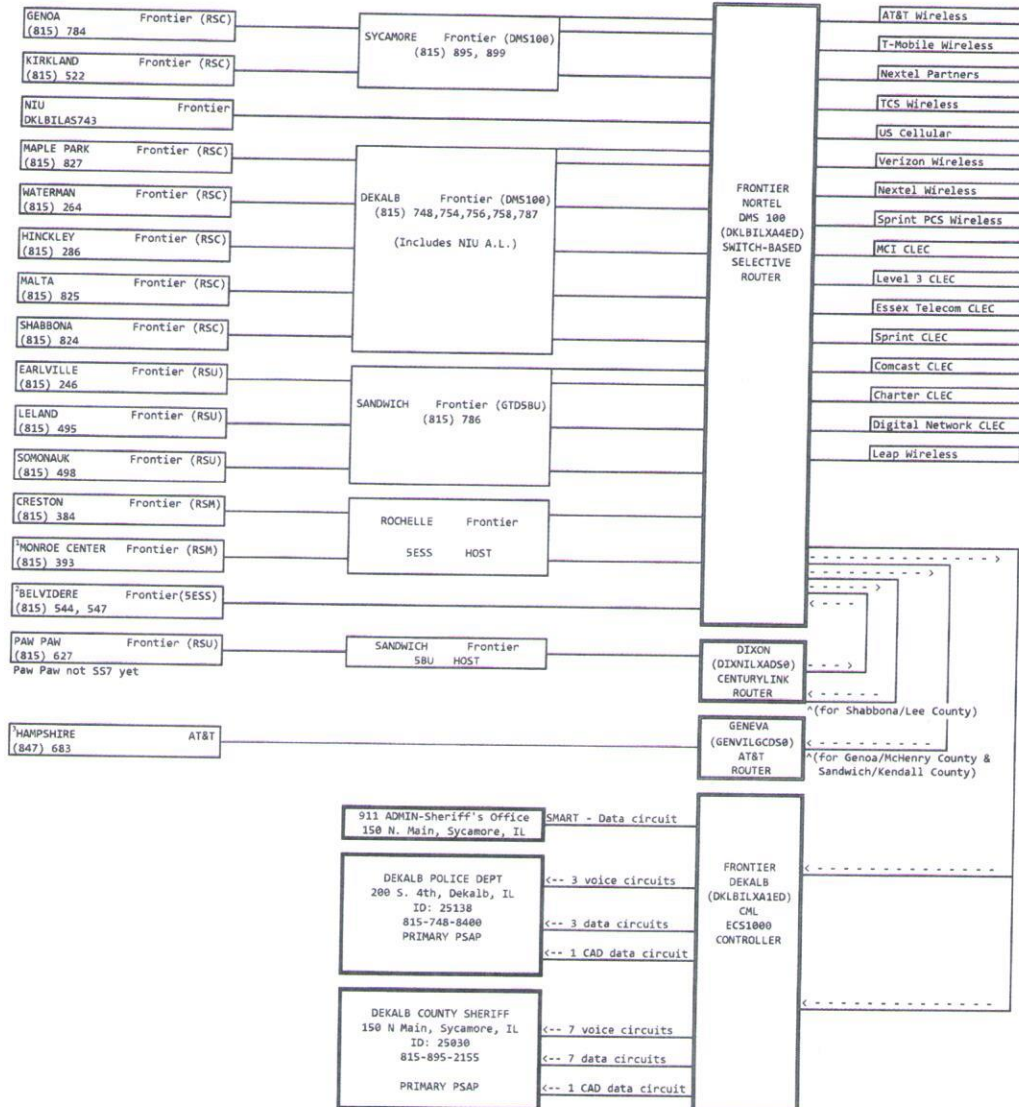 GENOA Frontier (RSC)
(815) 784
KIRKLAND Frontier (RSC)
(815) 522
NIU Frontier
DKLBILAS743
MAPLE PARK Frontier (RSC)
(815) 827
WATERMAN Frontier (RSC)
(815) 264
HINCKLEY Frontier (RSC)
(815) 286
MALTA Frontier (RSC)
(815) 825
SHABBONA Frontier (RSC)
(815) 824
EARLVILLE Frontier (RSU)
(815) 246
LELAND Frontier (RSU)
(815) 495
SOMONAUK Frontier (RSU)
(815) 498
CRESTON Frontier (RSM)
(815) 384
¹MONROE CENTER Frontier (RSM)
(815) 393
²BELVIDERE Frontier(5ESS)
(815) 544, 547
PAW PAW Frontier (RSU)
(815) 627
Paw Paw not SS7 yet
³HAMPSHIRE AT&T
(847) 683
SYCAMORE Frontier (DMS100)
(815) 895, 899
DEKALB Frontier (DMS100)
(815) 748,754,756,758,787
(Includes NIU A.L.)
SANDWICH Frontier (GTD5BU)
(815) 786
ROCHELLE Frontier
5ESS HOST
SANDWICH Frontier
5BU HOST
FRONTIER
NORTEL
DMS 100
(DKLBILXA4ED)
SWITCH-BASED
SELECTIVE
ROUTER
AT&T Wireless
T-Mobile Wireless
Nextel Partners
TCS Wireless
US Cellular
Verizon Wireless
Nextel Wireless
Sprint PCS Wireless
MCI CLEC
Level 3 CLEC
Essex Telecom CLEC
Sprint CLEC
Comcast CLEC
Charter CLEC
Digital Network CLEC
Leap Wireless
DIXON
(DIXNILXADS0)
CENTURYLINK
ROUTER
^(for Shabbona/Lee County)
GENEVA
(GENVILGCDS0)
AT&T
ROUTER
^(for Genoa/McHenry County &
Sandwich/Kendall County)
911 ADMIN-Sheriff's Office
150 N. Main, Sycamore, IL
SMART - Data circuit
DEKALB POLICE DEPT
200 S. 4th, Dekalb, IL
ID: 25138
815-748-8400
PRIMARY PSAP
<-- 3 voice circuits
<-- 3 data circuits
<-- 1 CAD data circuit
DEKALB COUNTY SHERIFF
150 N Main, Sycamore, IL
ID: 25030
815-895-2155
PRIMARY PSAP
<-- 7 voice circuits
<-- 7 data circuits
<-- 1 CAD data circuit
FRONTIER
DEKALB
(DKLBILXA1ED)
CML
ECS1000
CONTROLLER